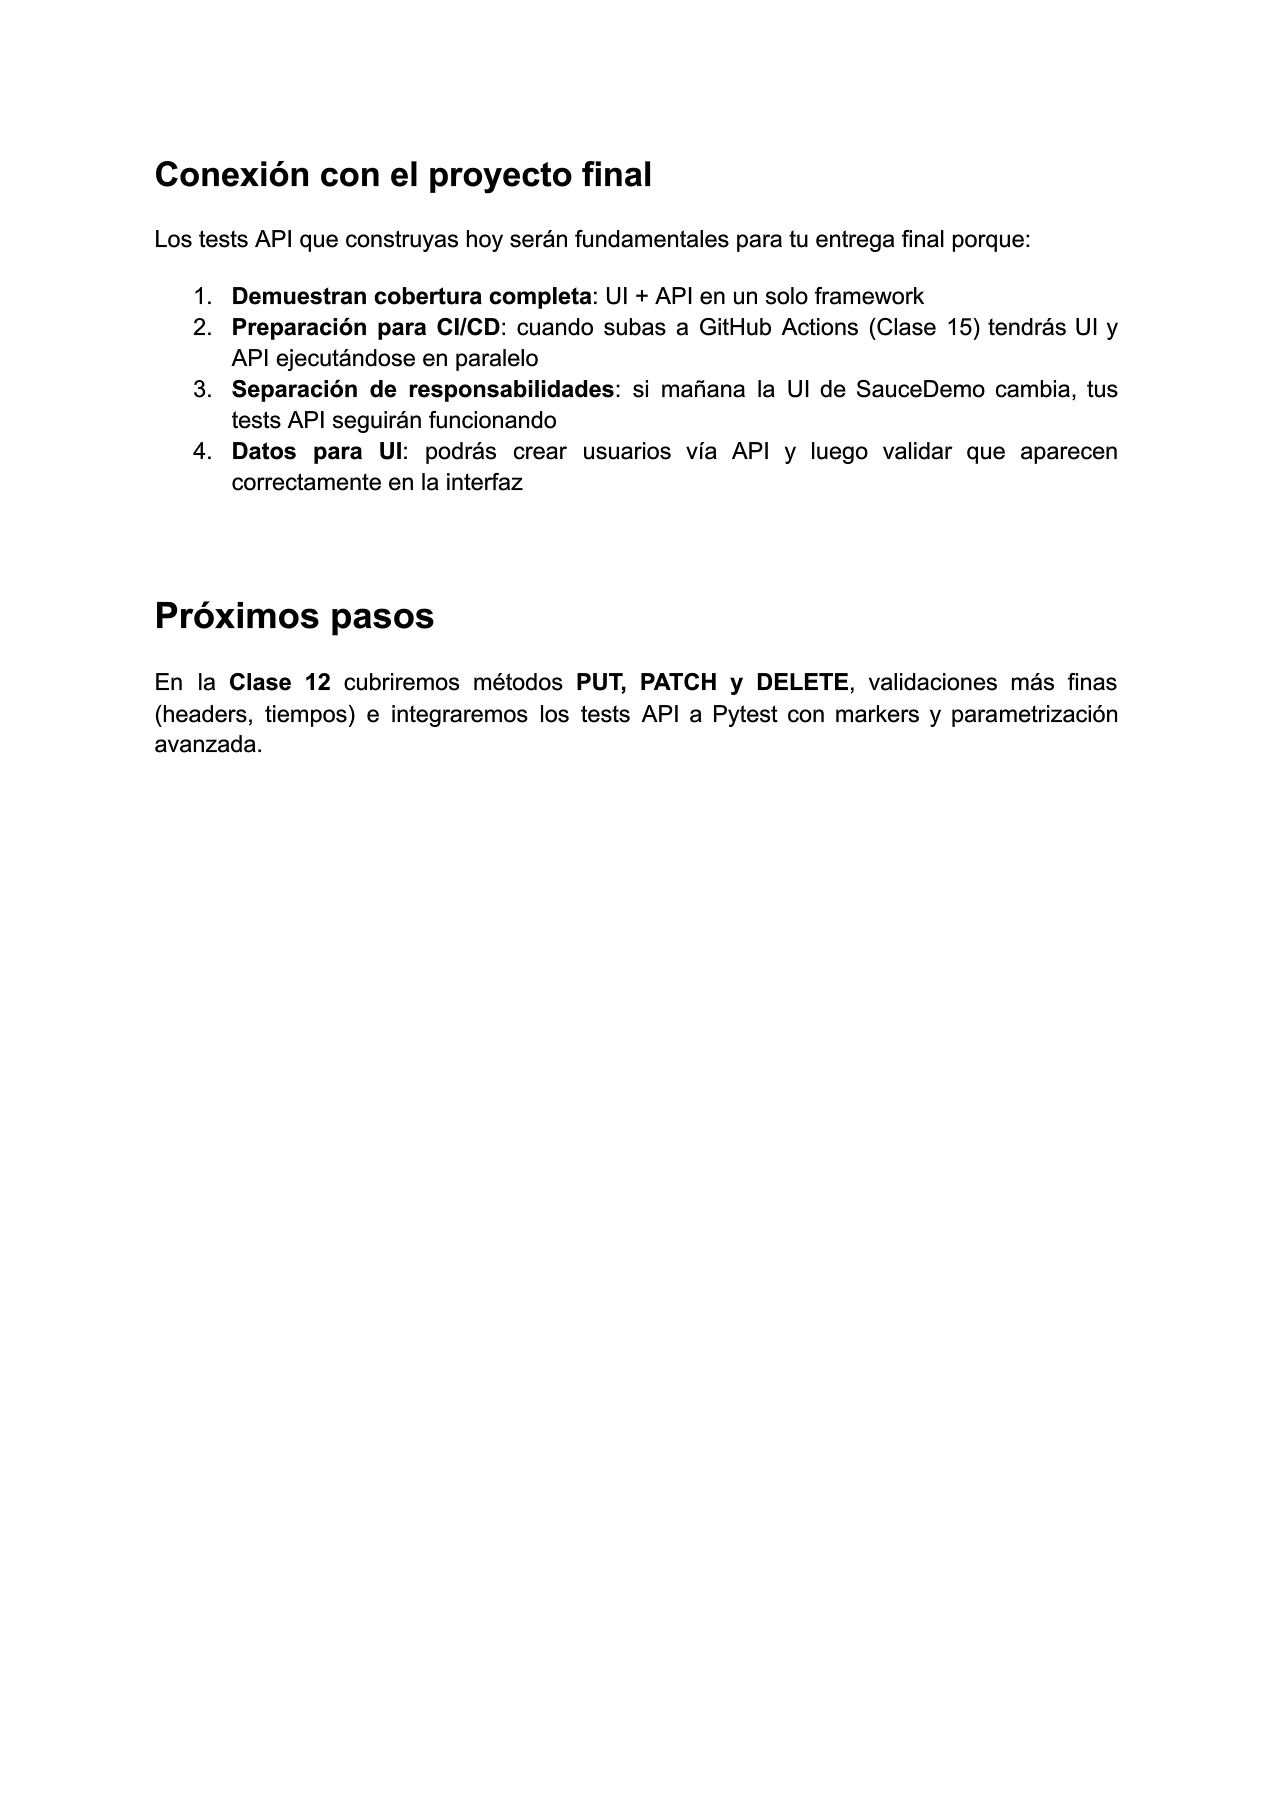 Conexión con el proyecto final
Los tests API que construyas hoy serán fundamentales para tu entrega final porque:
1. Demuestran cobertura completa: UI + API en un solo framework
2. Preparación para CI/CD: cuando subas a GitHub Actions (Clase 15) tendrás UI y
API ejecutándose en paralelo
3. Separación de responsabilidades: si mañana la UI de SauceDemo cambia, tus
tests API seguirán funcionando
4. Datos para UI: podrás crear usuarios vía API y luego validar que aparecen
correctamente en la interfaz
Próximos pasos
En la Clase 12 cubriremos métodos PUT, PATCH y DELETE, validaciones más finas
(headers, tiempos) e integraremos los tests API a Pytest con markers y parametrización
avanzada.